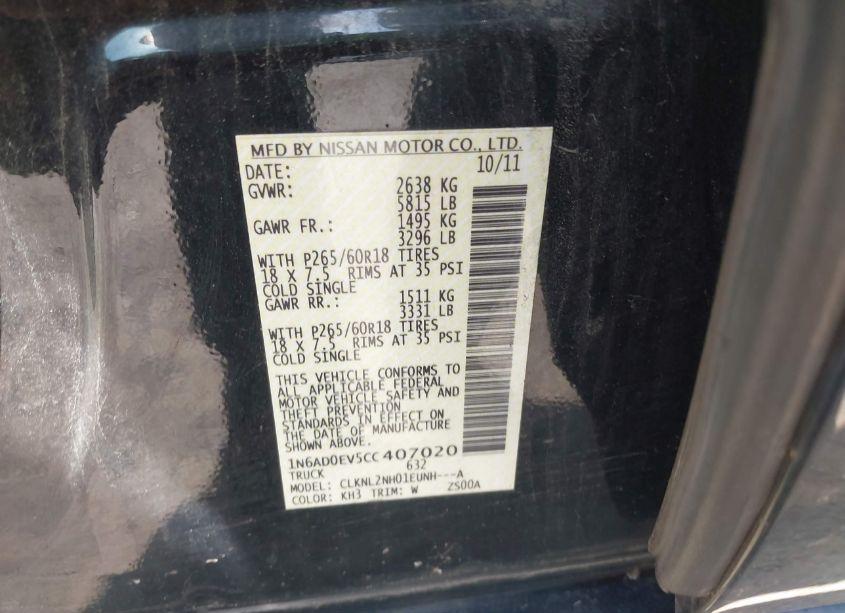 MFD BY NISSAN MOTOR CO., LTD.
DATE: 10/11
GVWR: 2638 KG
5815 LB
GAWR FR.: 1495 KG
3296 LB
WITH P265/60R18 TIRES
18 X 7.5 RIMS AT 35 PSI
COLD SINGLE
GAWR RR.: 1511 KG
3331 LB
WITH P265/60R18 TIRES
18 X 7.5 RIMS AT 35 PSI
COLD SINGLE
THIS VEHICLE CONFORMS TO
ALL APPLICABLE FEDERAL
MOTOR VEHICLE SAFETY AND
THEFT PREVENTION
STANDARDS IN EFFECT ON
THE DATE OF MANUFACTURE
SHOWN ABOVE.
1N6AD0EV5CC407020
TRUCK 632
MODEL: CLKNL2NH01EUNH---A
COLOR: KH3 TRIM: W ZS00A